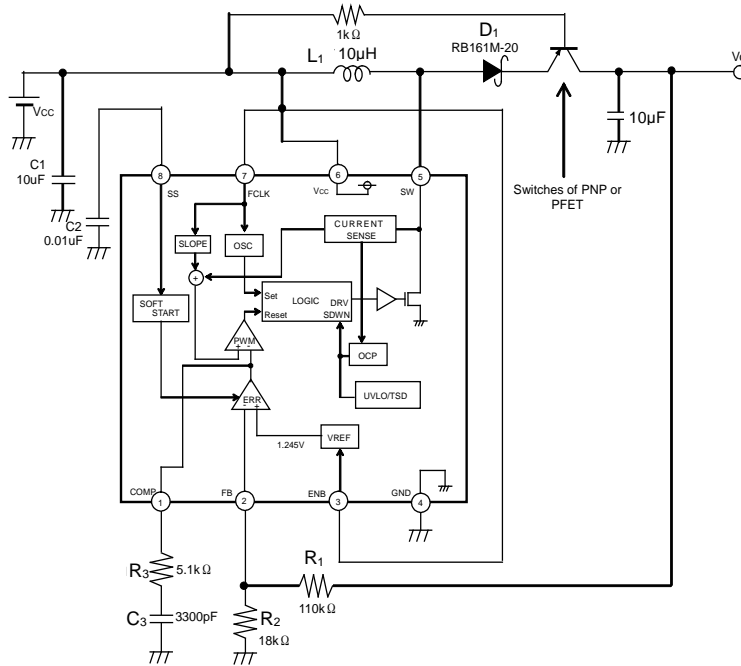 1kΩ
D1
RB161M-20
L1 10µH
V
VCC
10µF
C1
10uF
8
7
6
5
SS
FCLK
VCC
SW
Switches of PNP or
PFET
C2
0.01uF
SLOPE
OSC
CURRENT
SENSE
+
Set
LOGIC
DRV
SDWN
Reset
SOFT
START
PWM
+ -
OCP
ERR
- +
UVLO/TSD
1.245V
VREF
COMP
FB
ENB
GND
1
2
3
4
R3
5.1kΩ
R1
110kΩ
C3
3300pF
R2
18kΩ